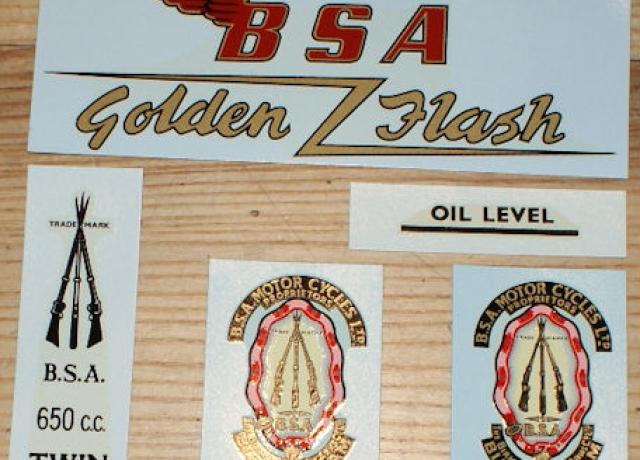 BSA
Golden Flash
OIL LEVEL
TRADE MARK
B.S.A.
650 c.c.
TWIN
B.S.A. MOTOR CYCLES LTD
PROPRIETORS
B.S.A.
B.S.A. MOTOR CYCLES LTD
PROPRIETORS
B.S.A.